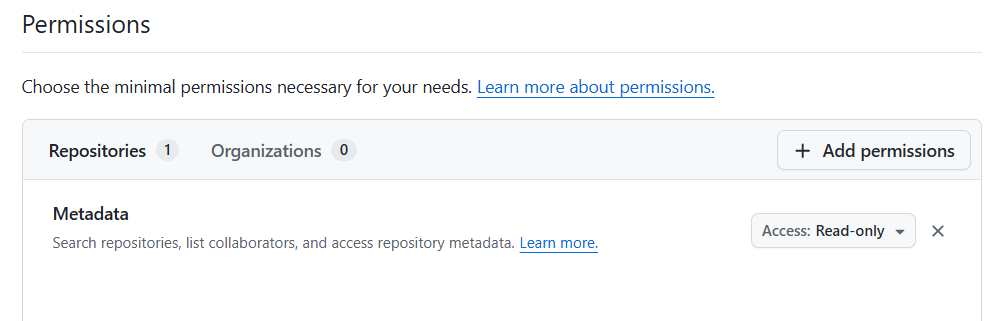 Permissions
Choose the minimal permissions necessary for your needs. Learn more about permissions.
Repositories 1 Organizations 0 + Add permissions
Metadata
Search repositories, list collaborators, and access repository metadata. Learn more.
Access: Read-only